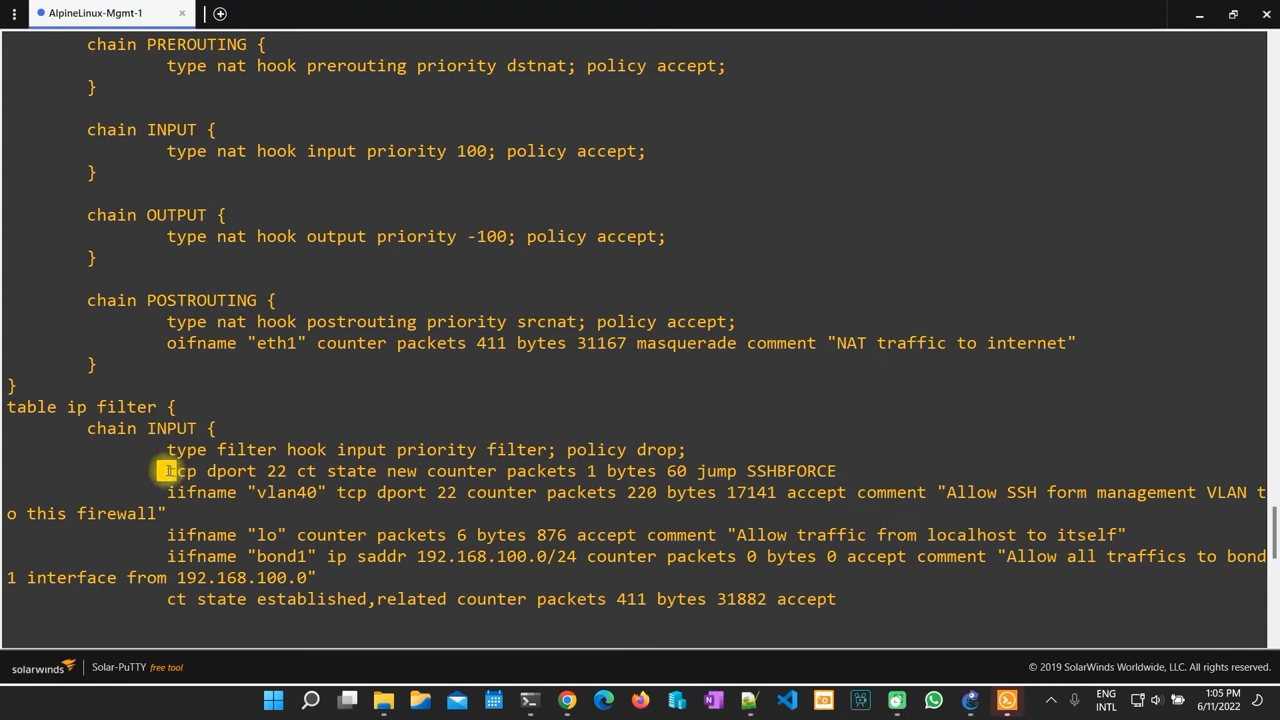 AlpineLinux-Mgmt-1
chain PREROUTING {
type nat hook prerouting priority dstnat; policy accept;
}
chain INPUT {
type nat hook input priority 100; policy accept;
}
chain OUTPUT {
type nat hook output priority -100; policy accept;
}
chain POSTROUTING {
type nat hook postrouting priority srcnat; policy accept;
oifname "eth1" counter packets 411 bytes 31167 masquerade comment "NAT traffic to internet"
}
}
table ip filter {
chain INPUT {
type filter hook input priority filter; policy drop;
tcp dport 22 ct state new counter packets 1 bytes 60 jump SSHBFORCE
iifname "vlan40" tcp dport 22 counter packets 220 bytes 17141 accept comment "Allow SSH form management VLAN t
o this firewall"
iifname "lo" counter packets 6 bytes 876 accept comment "Allow traffic from localhost to itself"
iifname "bond1" ip saddr 192.168.100.0/24 counter packets 0 bytes 0 accept comment "Allow all traffics to bond
1 interface from 192.168.100.0"
ct state established,related counter packets 411 bytes 31882 accept
solarwinds Solar-PuTTY free tool © 2019 SolarWinds Worldwide, LLC. All rights reserved.
ENG 1:05 PM
INTL 6/11/2022